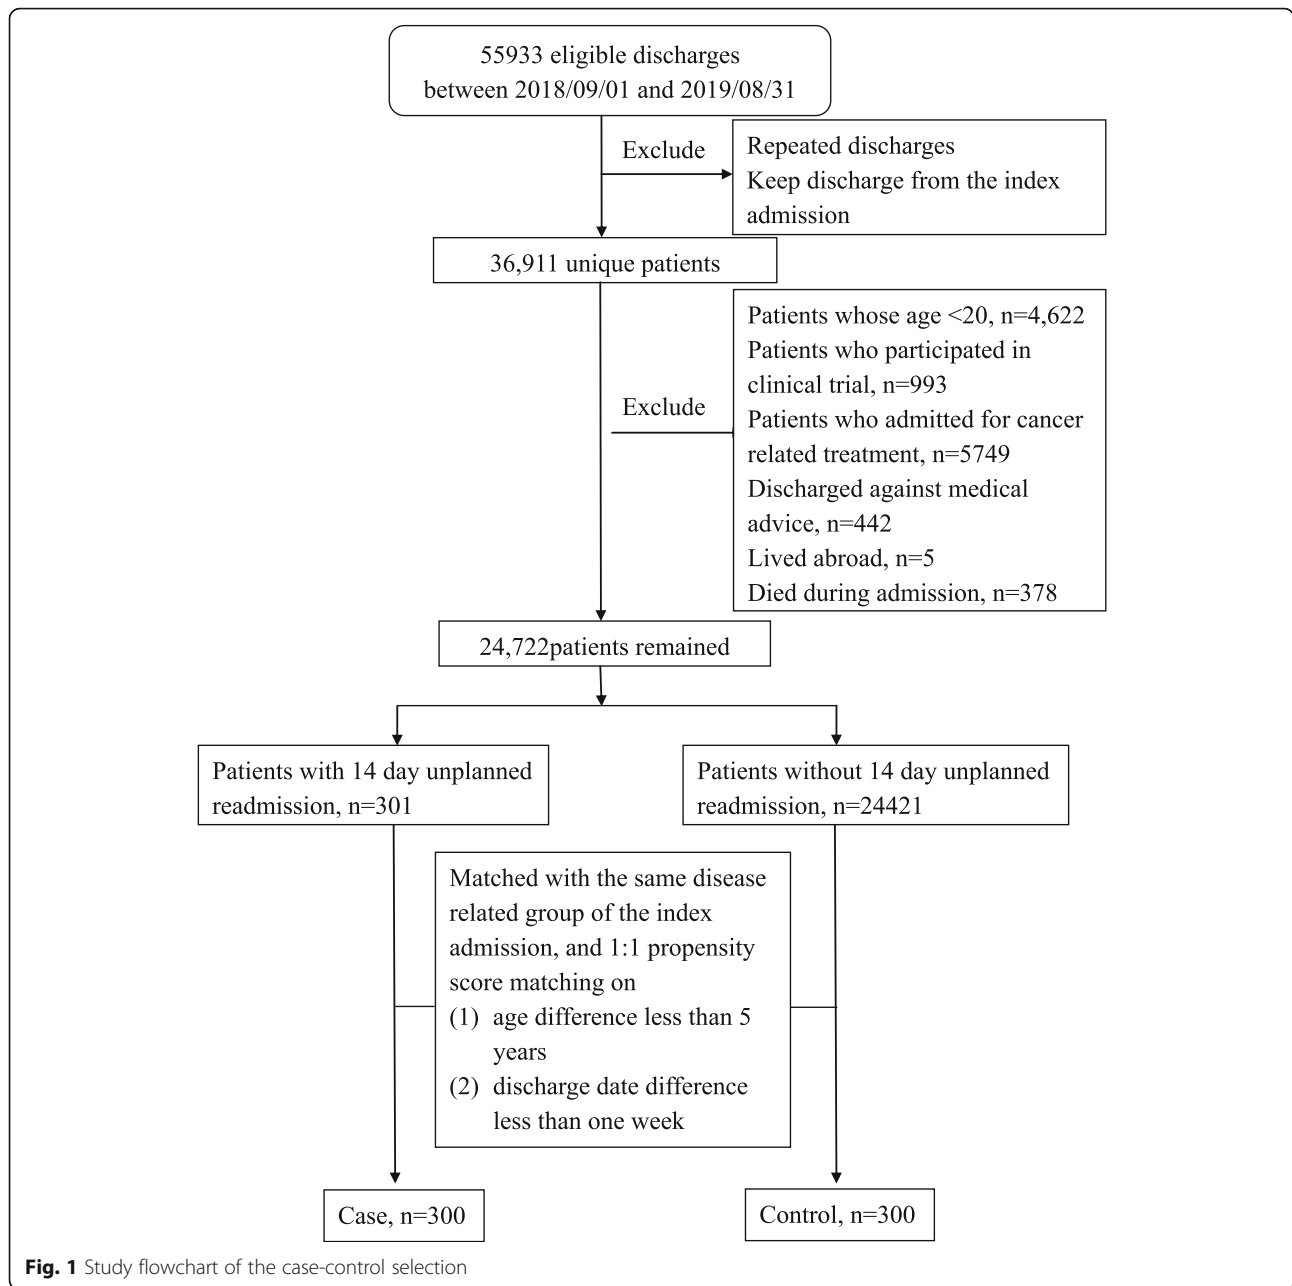 55933 eligible discharges
between 2018/09/01 and 2019/08/31
Exclude
Repeated discharges
Keep discharge from the index
admission
36,911 unique patients
Exclude
Patients whose age <20, n=4,622
Patients who participated in
clinical trial, n=993
Patients who admitted for cancer
related treatment, n=5749
Discharged against medical
advice, n=442
Lived abroad, n=5
Died during admission, n=378
24,722patients remained
Patients with 14 day unplanned
readmission, n=301
Patients without 14 day unplanned
readmission, n=24421
Matched with the same disease
related group of the index
admission, and 1:1 propensity
score matching on
(1) age difference less than 5
years
(2) discharge date difference
less than one week
Case, n=300
Control, n=300
Fig. 1 Study flowchart of the case-control selection